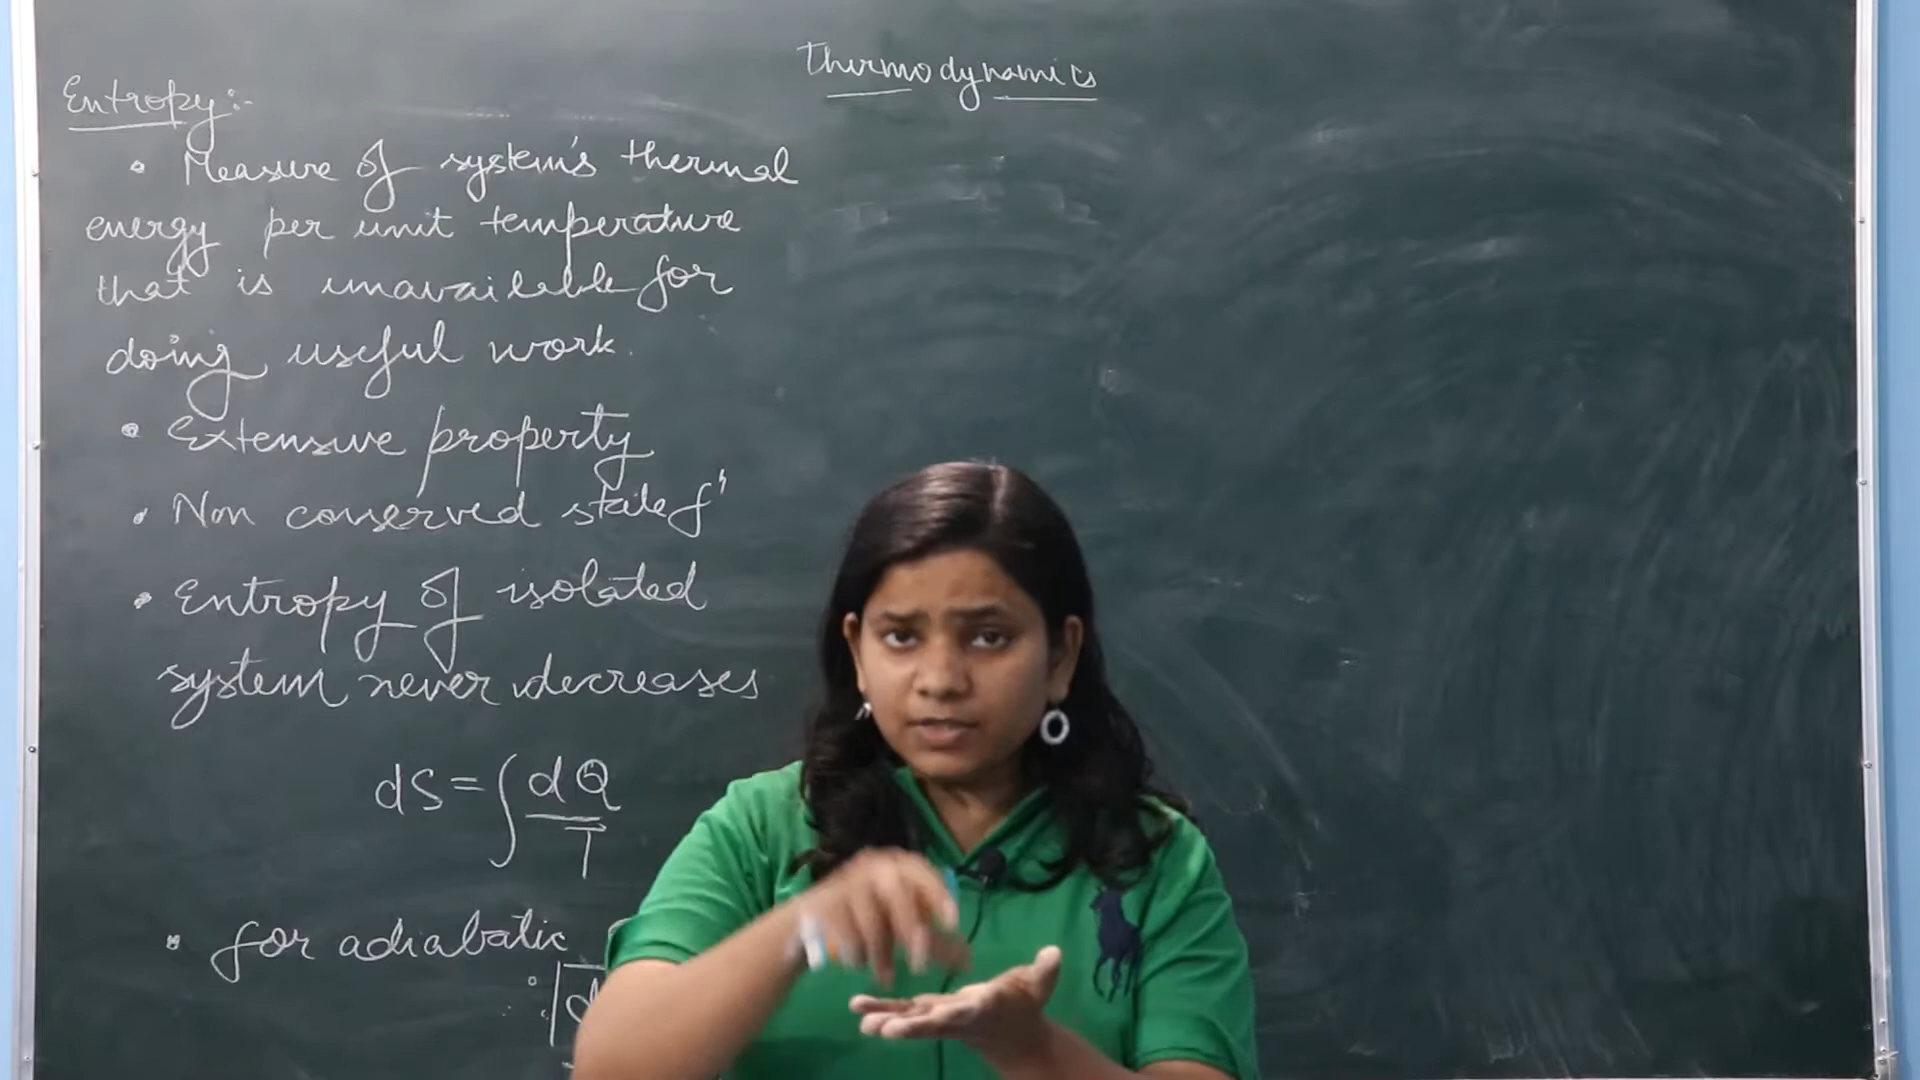 Thermodynamics
Entropy:-
• Measure of system's thermal
energy per unit temperature
that is unavailable for
doing useful work.
• Extensive property
• Non conserved state fⁿ
• Entropy of isolated
system never decreases
dS = ∫ dQ/T
• for adiabatic
∴ d